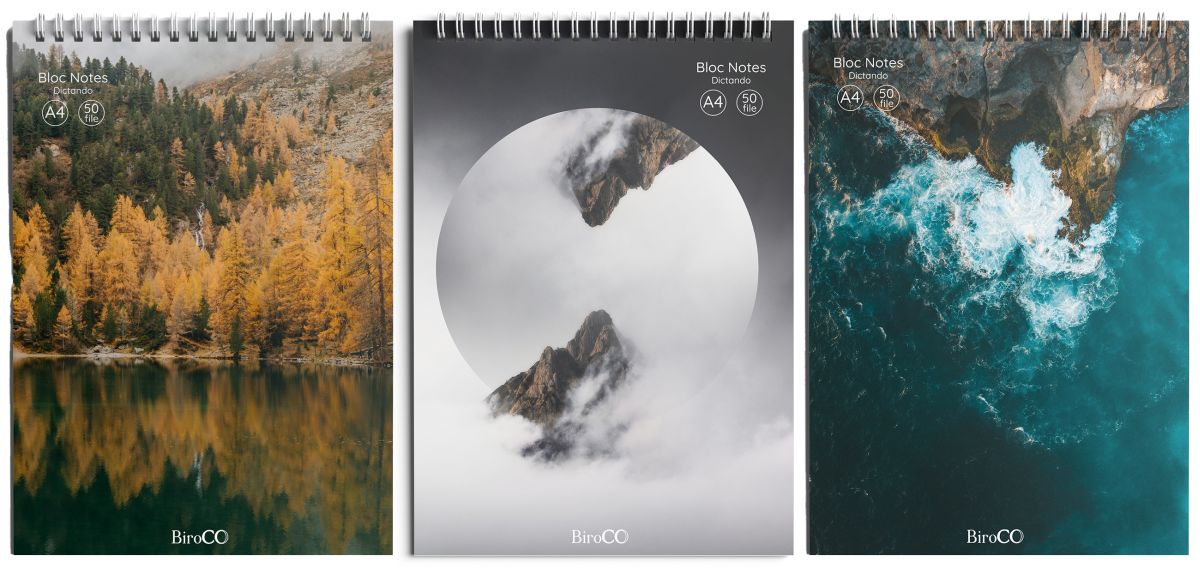 Bloc Notes
Dictando
A4
50
file
BiroCO
Bloc Notes
Dictando
A4
50
file
BiroCO
Bloc Notes
Dictando
A4
50
file
BiroCO